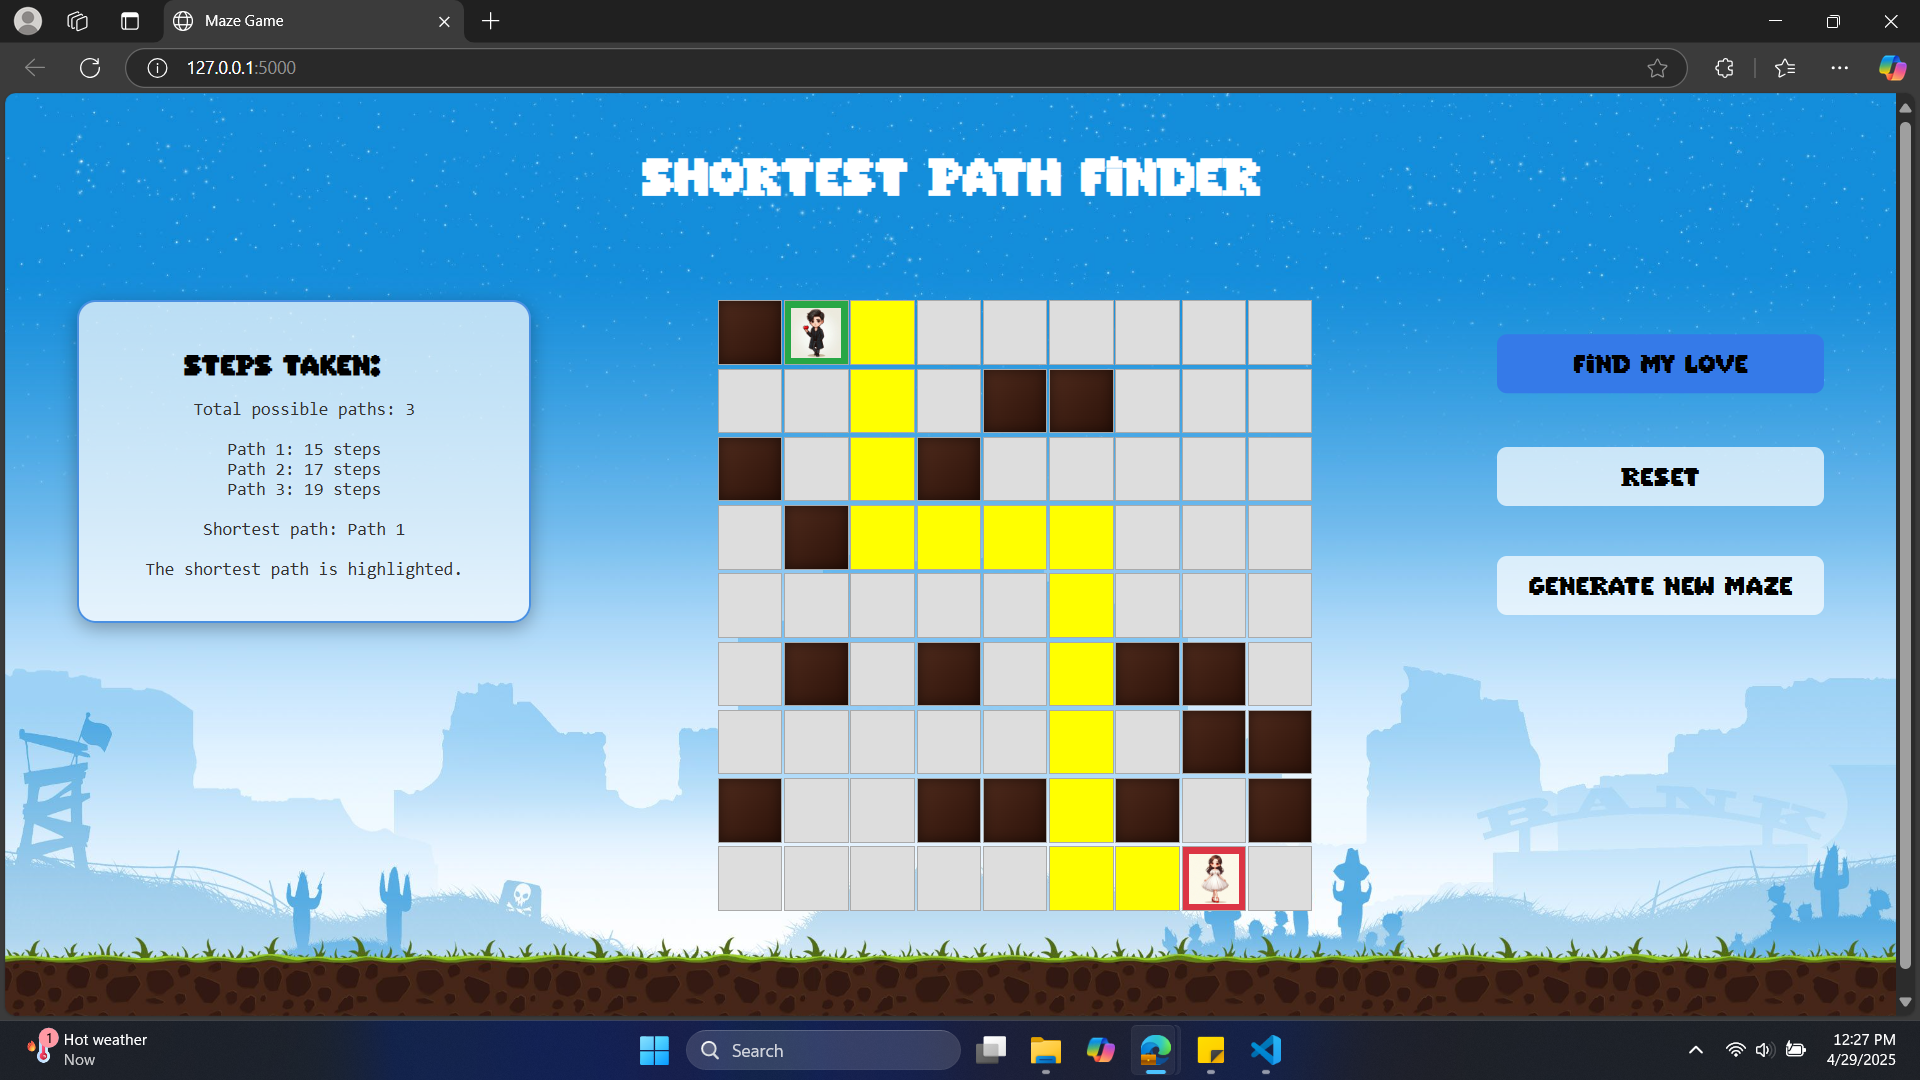 Maze Game
127.0.0.1:5000
SHORTEST PATH FINDER
STEPS TAKEN:
Total possible paths: 3
Path 1: 15 steps
Path 2: 17 steps
Path 3: 19 steps
Shortest path: Path 1
The shortest path is highlighted.
FIND MY LOVE
RESET
GENERATE NEW MAZE
BANK
1
Hot weather
Now
Search
12:27 PM
4/29/2025